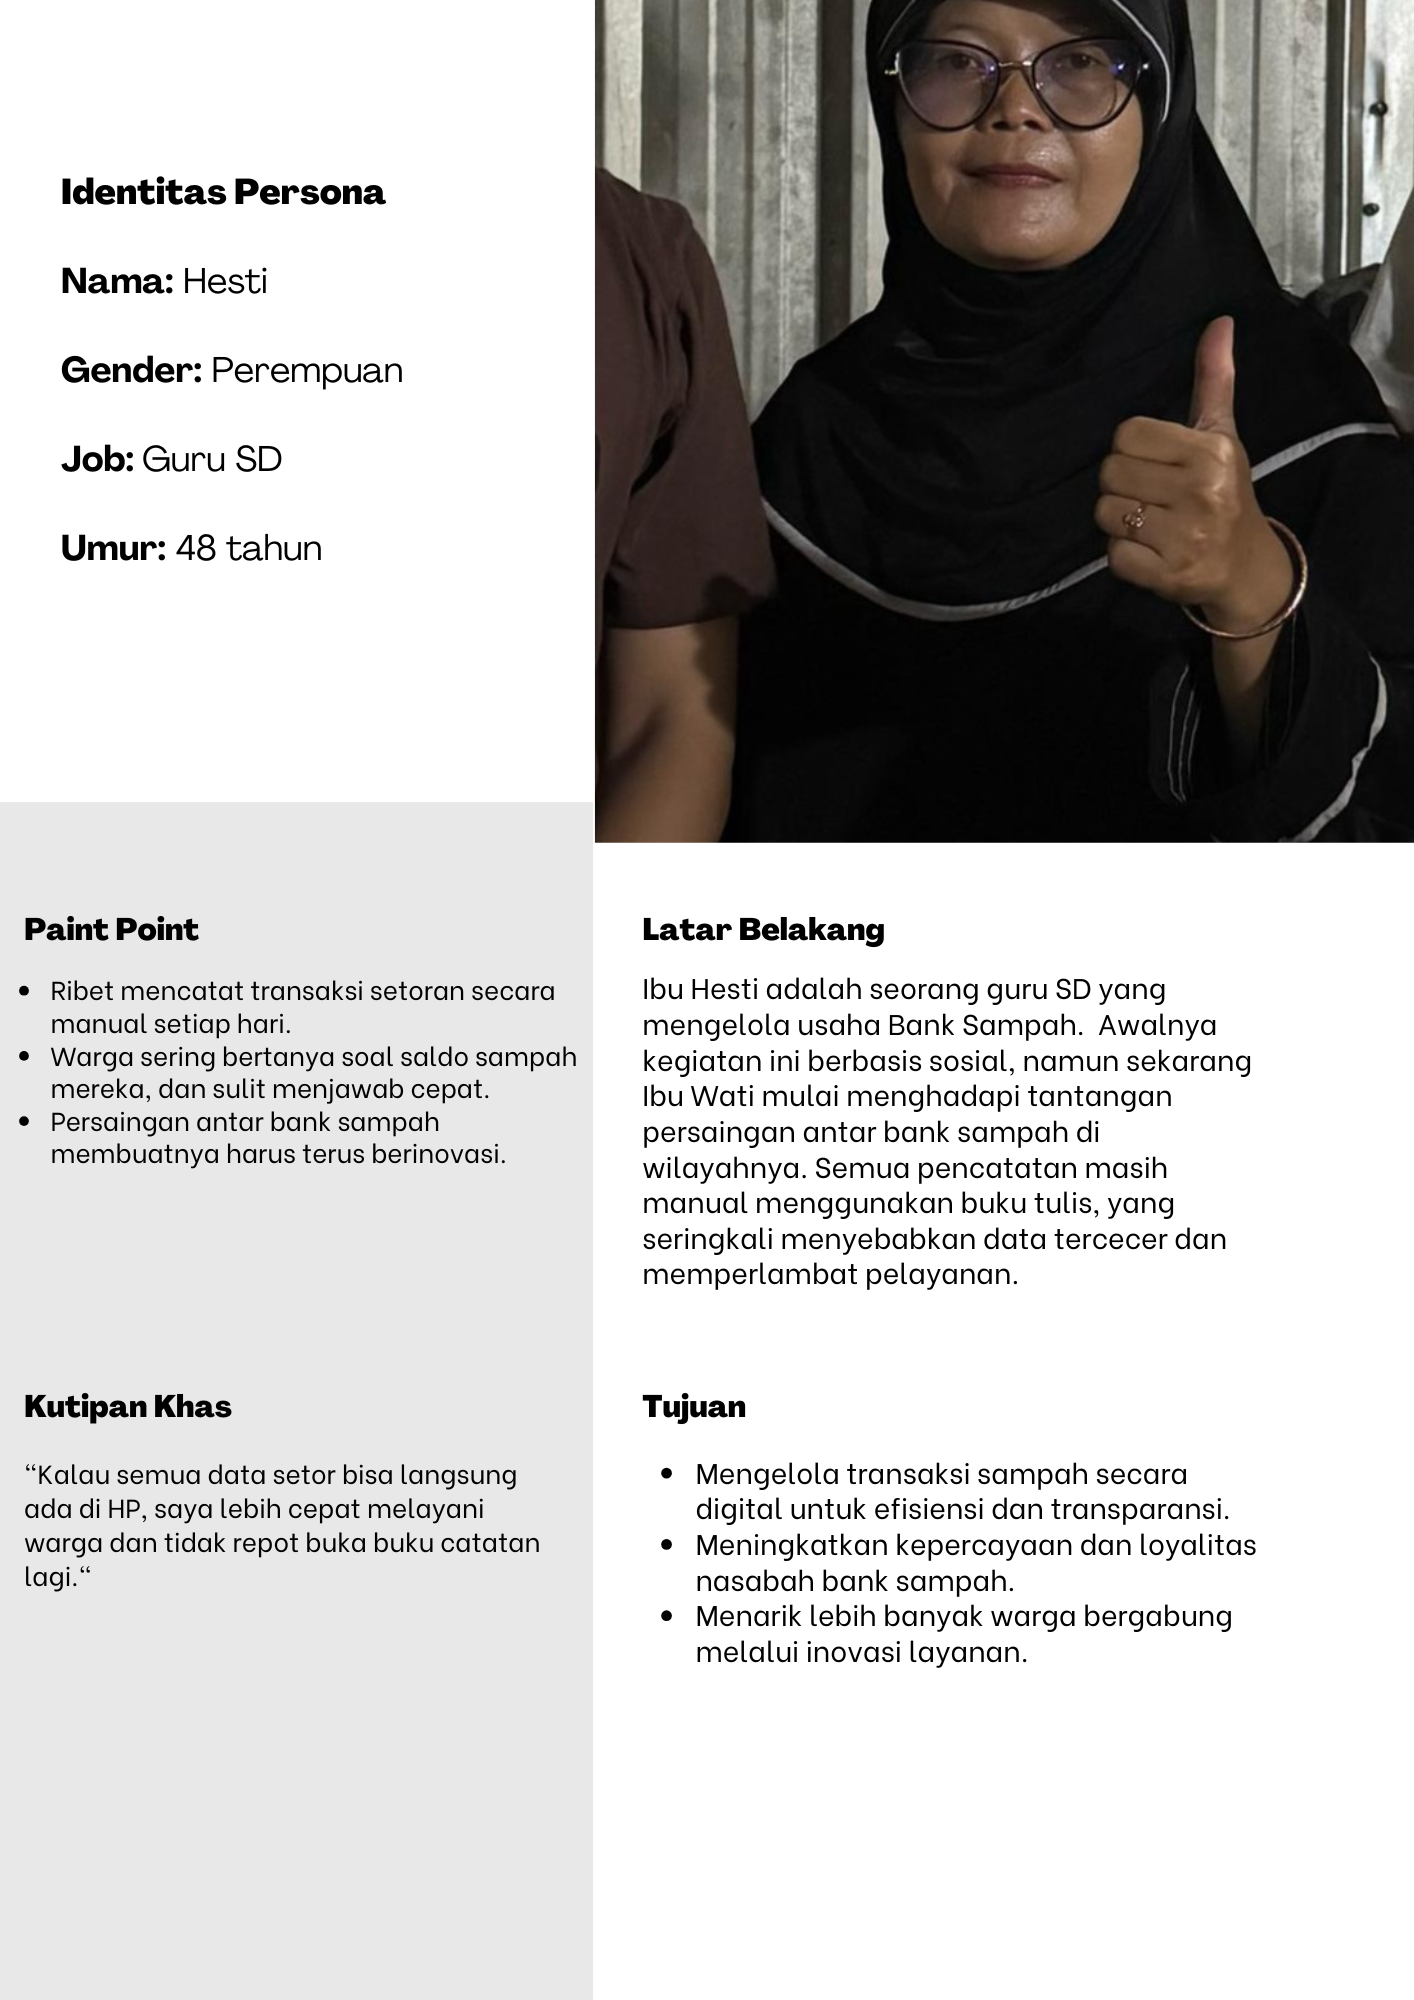 Identitas Persona
Nama: Hesti
Gender: Perempuan
Job: Guru SD
Umur: 48 tahun
Paint Point
Ribet mencatat transaksi setoran secara
manual setiap hari.
Warga sering bertanya soal saldo sampah
mereka, dan sulit menjawab cepat.
Persaingan antar bank sampah
membuatnya harus terus berinovasi.
Latar Belakang
Ibu Hesti adalah seorang guru SD yang
mengelola usaha Bank Sampah.  Awalnya
kegiatan ini berbasis sosial, namun sekarang
Ibu Wati mulai menghadapi tantangan
persaingan antar bank sampah di
wilayahnya. Semua pencatatan masih
manual menggunakan buku tulis, yang
seringkali menyebabkan data tercecer dan
memperlambat pelayanan.
Kutipan Khas
“Kalau semua data setor bisa langsung
ada di HP, saya lebih cepat melayani
warga dan tidak repot buka buku catatan
lagi.“
Tujuan
Mengelola transaksi sampah secara
digital untuk efisiensi dan transparansi.
Meningkatkan kepercayaan dan loyalitas
nasabah bank sampah.
Menarik lebih banyak warga bergabung
melalui inovasi layanan.